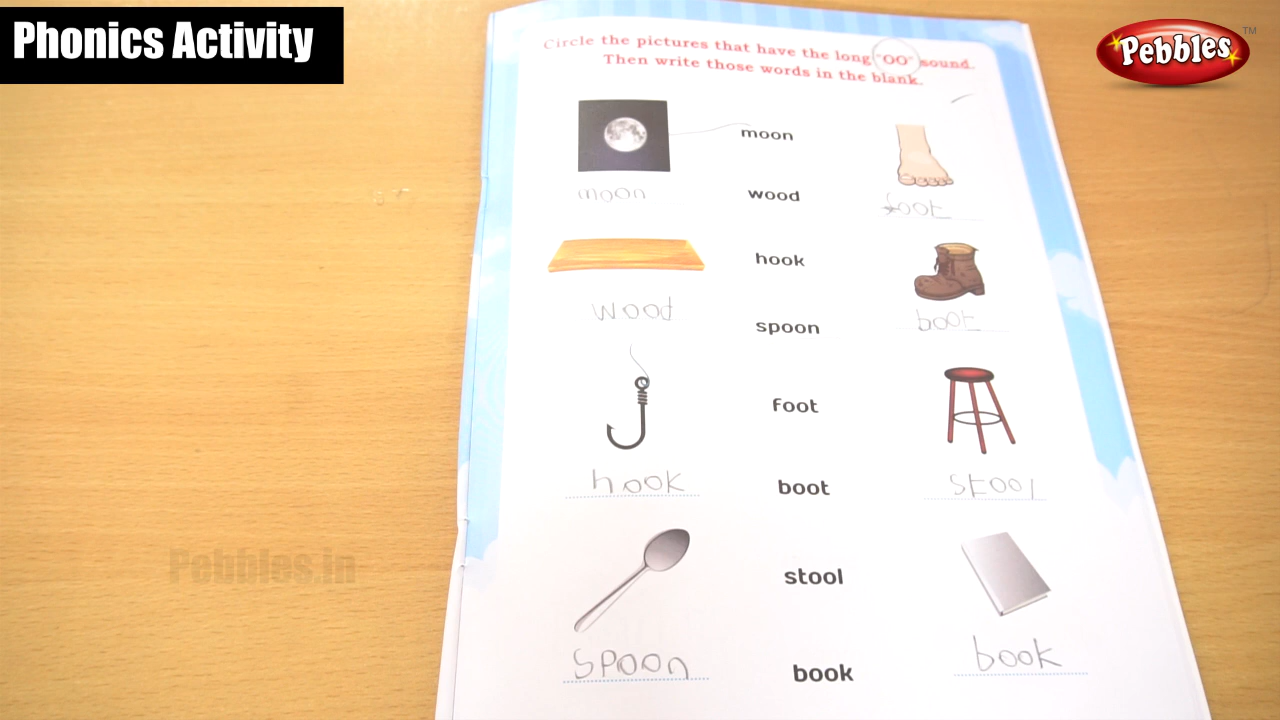 Phonics Activity
Pebbles TM
Circle the pictures that have the long "OO" sound.
Then write those words in the blank.
moon
moon
wood
foot
hook
wood
spoon
boot
foot
hook
boot
stool
stool
spoon
book
book
Pebbles.in